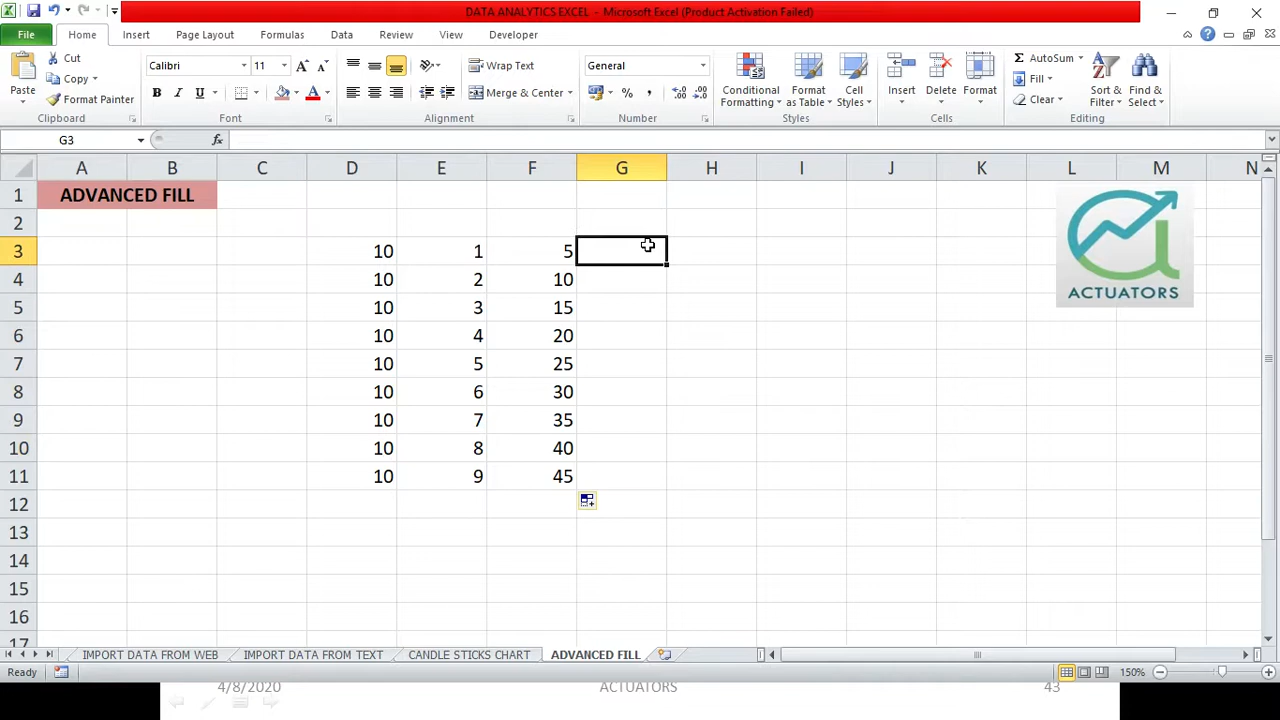 DATA ANALYTICS EXCEL - Microsoft Excel (Product Activation Failed)
File Home Insert Page Layout Formulas Data Review View Developer
Paste
Cut
Copy
Format Painter
Clipboard
Calibri 11
B I U
Font
Wrap Text
Merge & Center
Alignment
General
%
Number
Conditional Formatting
Format as Table
Cell Styles
Styles
Insert Delete Format
Cells
AutoSum
Fill
Clear
Sort & Filter
Find & Select
Editing
G3 fx
A B C D E F G H I J K L M N
1 ADVANCED FILL
2
3 10 1 5
4 10 2 10
5 10 3 15
6 10 4 20
7 10 5 25
8 10 6 30
9 10 7 35
10 10 8 40
11 10 9 45
12
13
14
15
16
17
ACTUATORS
IMPORT DATA FROM WEB IMPORT DATA FROM TEXT CANDLE STICKS CHART ADVANCED FILL
Ready 150%
4/8/2020 ACTUATORS 43